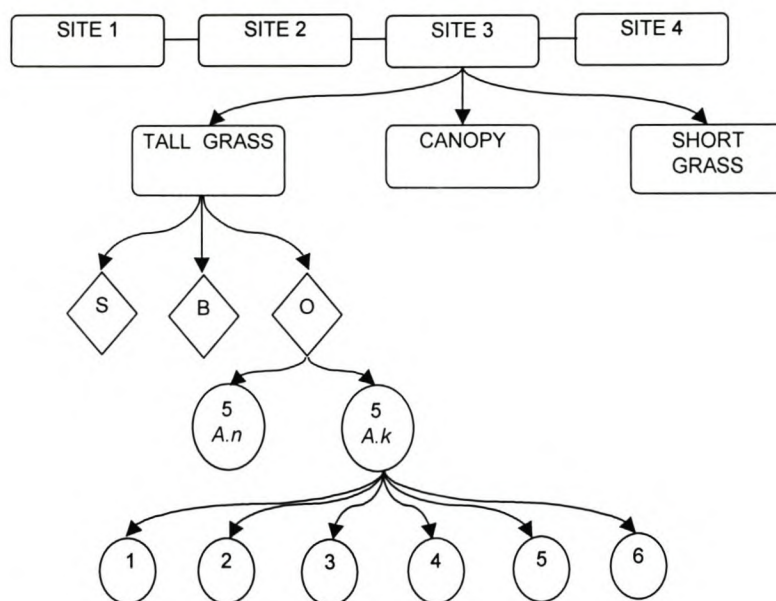 SITE 1
SITE 2
SITE 3
SITE 4
TALL GRASS
CANOPY
SHORT
GRASS
S
B
O
5
A.n
5
A.k
1
2
3
4
5
6